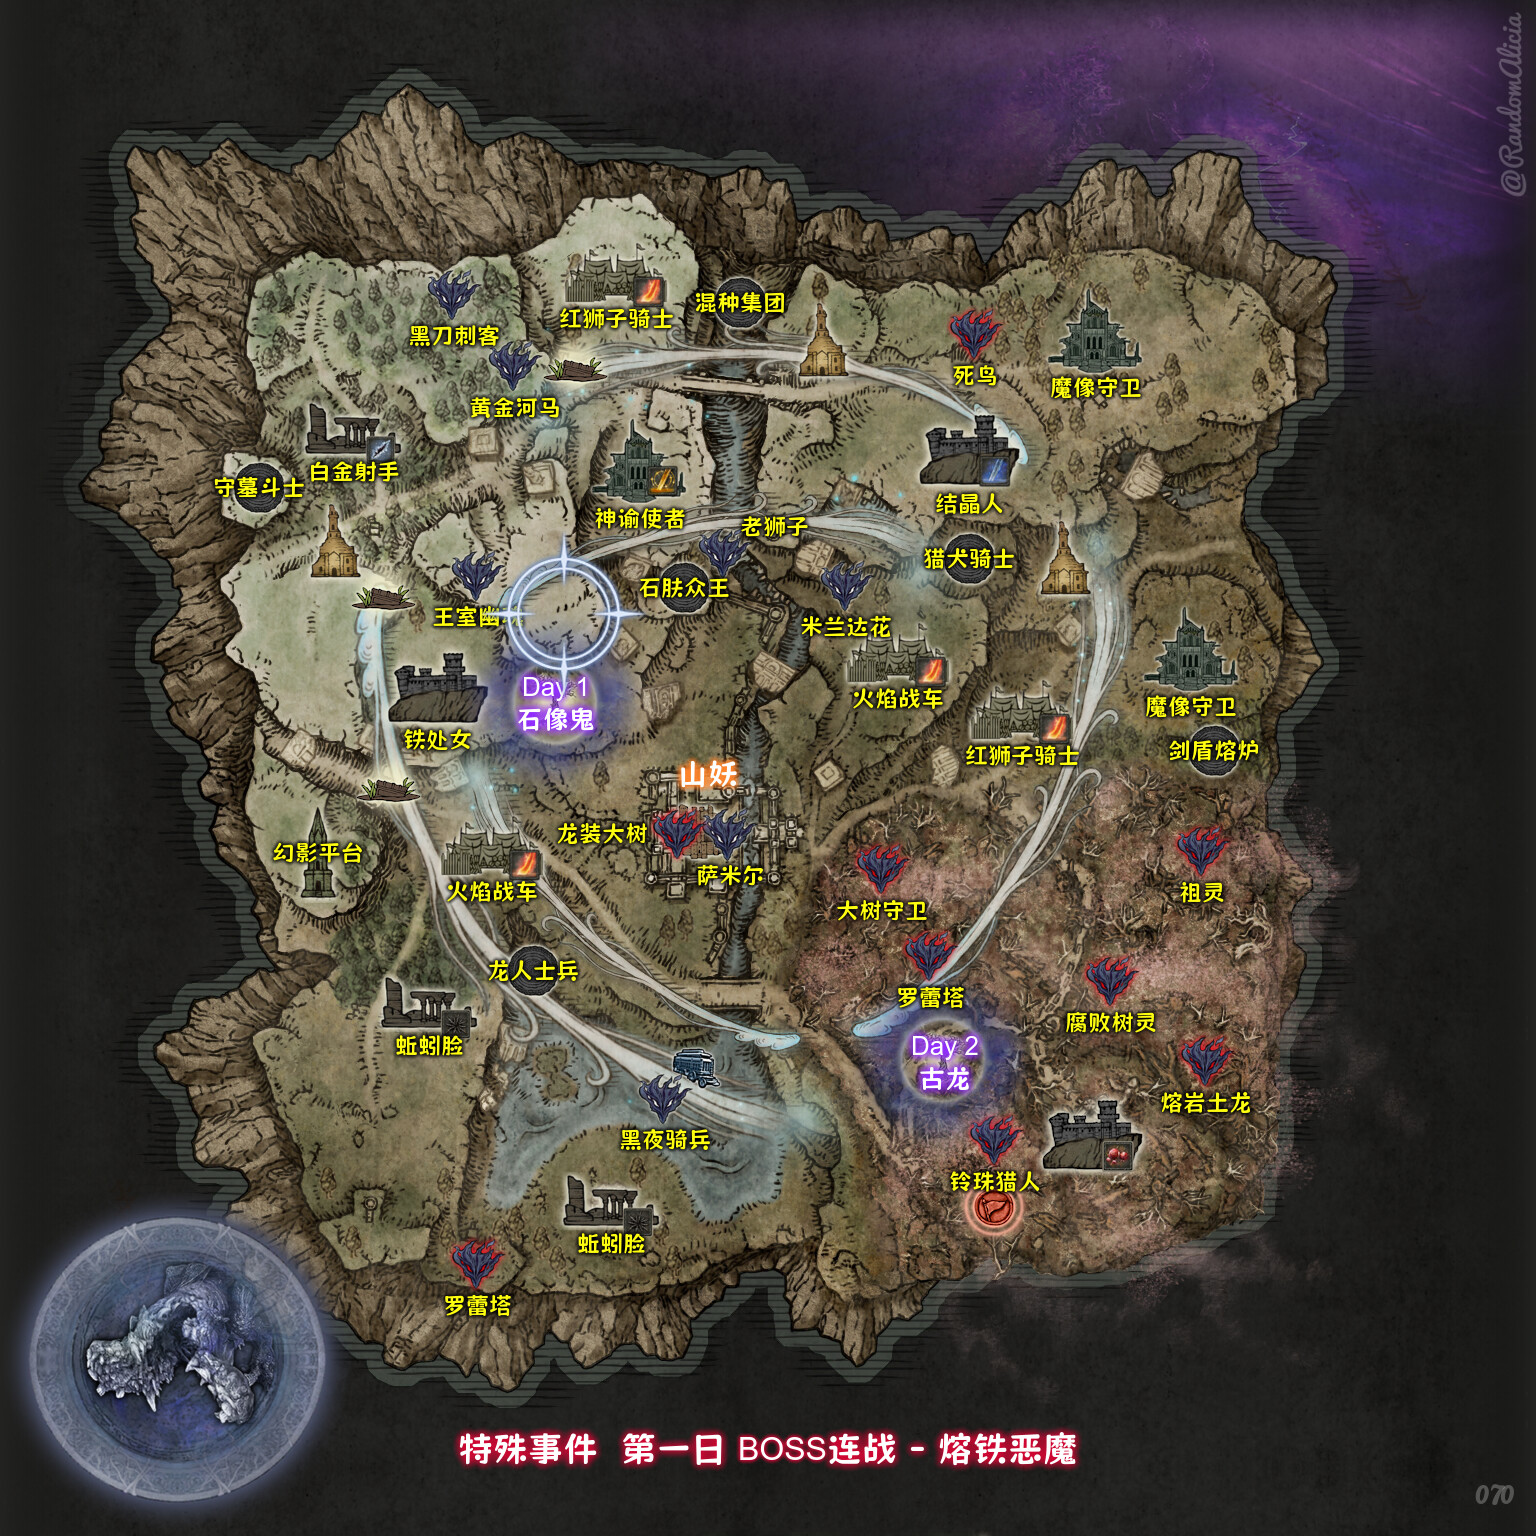 @RandomAlicia
红狮子骑士
混种集团
黑刀刺客
死鸟
魔像守卫
黄金河马
白金射手
守墓斗士
神谕使者
老狮子
结晶人
猎犬骑士
石肤众王
王室幽
米兰达花
Day 1
石像鬼
火焰战车
魔像守卫
铁处女
红狮子骑士
剑盾熔炉
山妖
龙装大树
萨米尔
幻影平台
火焰战车
大树守卫
祖灵
龙人士兵
罗蕾塔
腐败树灵
蚯蚓脸
Day 2
古龙
熔岩土龙
黑夜骑兵
铃珠猎人
蚯蚓脸
罗蕾塔
特殊事件 第一日 BOSS连战 - 熔铁恶魔
070